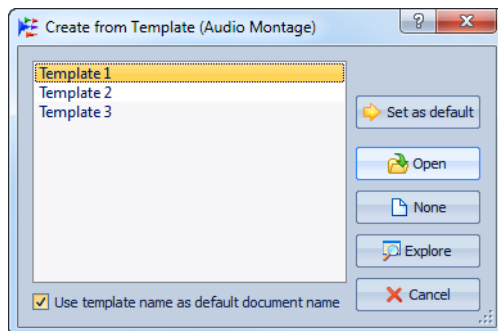 Create from Template (Audio Montage)
Template 1
Template 2
Template 3
Set as default
Open
None
Explore
Cancel
Use template name as default document name